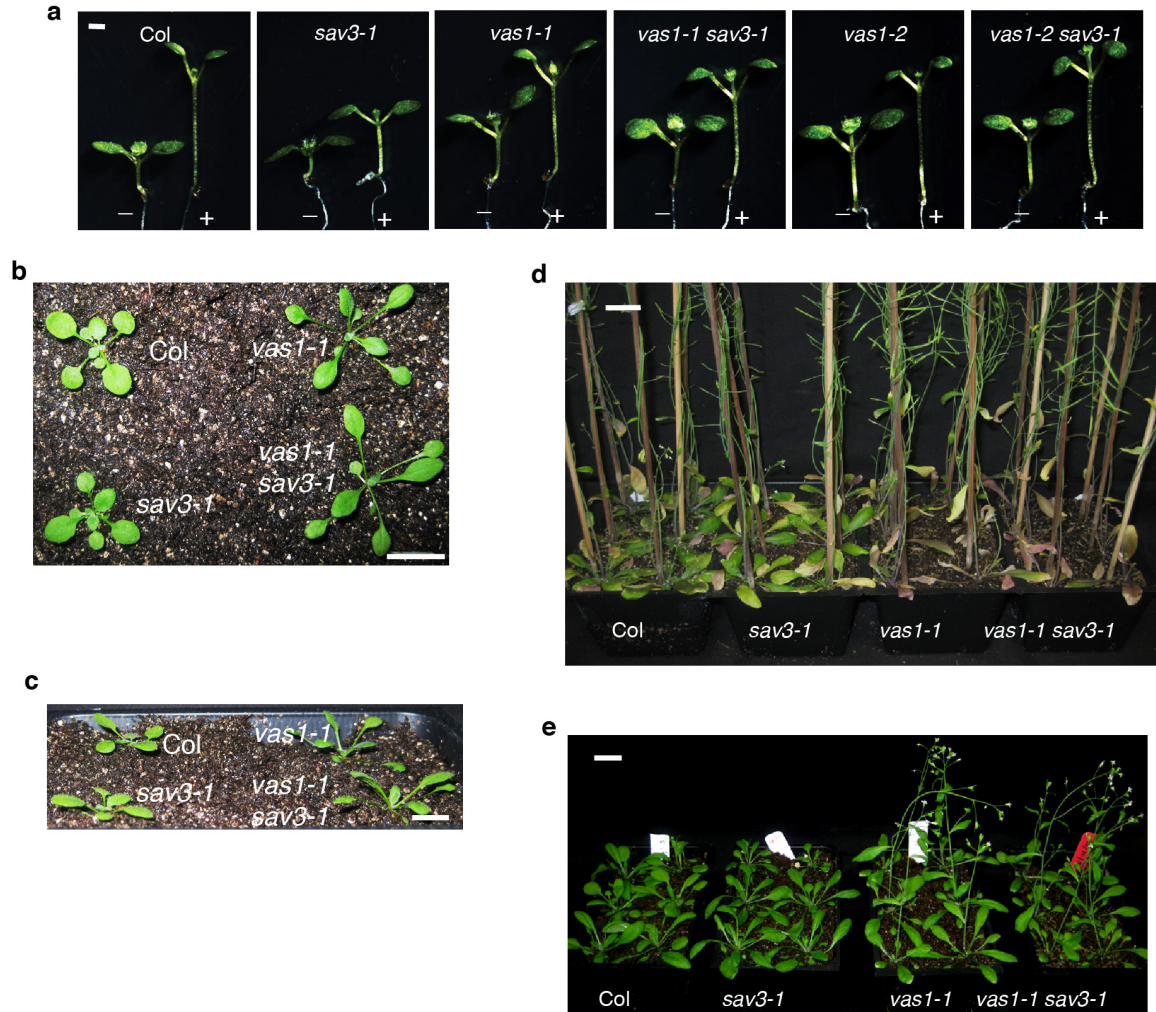 a
Col
sav3-1
vas1-1
vas1-1 sav3-1
vas1-2
vas1-2 sav3-1
– +
– +
– +
– +
– +
– +
b
Col
vas1-1
sav3-1
vas1-1
sav3-1
c
Col
vas1-1
sav3-1
vas1-1
sav3-1
d
Col
sav3-1
vas1-1
vas1-1 sav3-1
e
Col
sav3-1
vas1-1
vas1-1 sav3-1